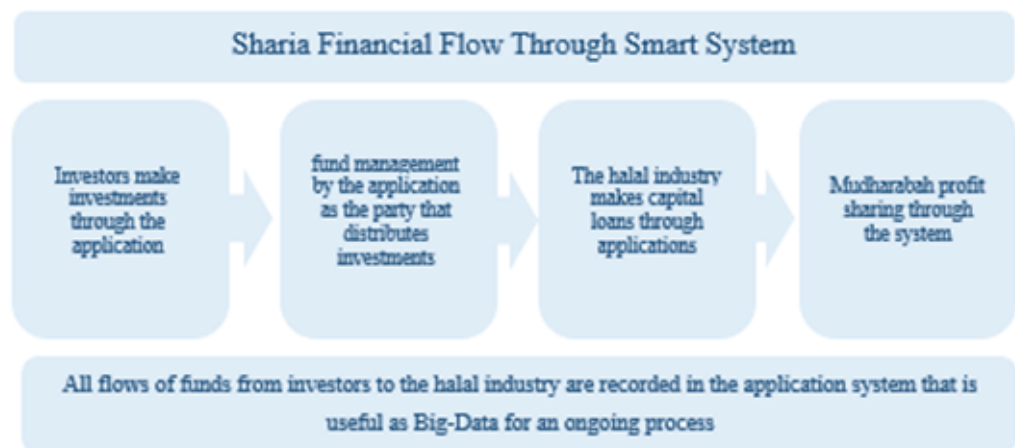 Sharia Financial Flow Through Smart System
Investors make
investments
through the
application
fund management
by the application
as the party that
distributes
investments
The halal industry
makes capital
loans through
applications
Mudharabah profit
sharing through
the system
All flows of funds from investors to the halal industry are recorded in the application system that is
useful as Big-Data for an ongoing process